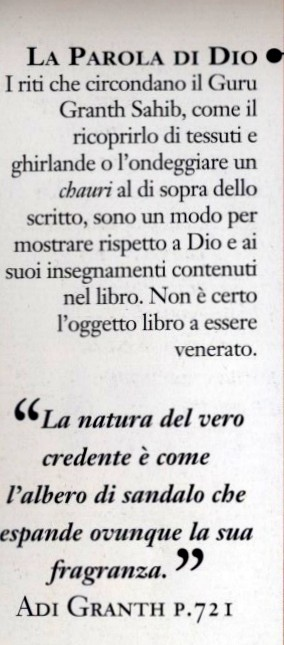 LA PAROLA DI DIO
I riti che circondano il Guru
Granth Sahib, come il
ricoprirlo di tessuti e
ghirlande o l'ondeggiare un
chauri al di sopra dello
scritto, sono un modo per
mostrare rispetto a Dio e ai
suoi insegnamenti contenuti
nel libro. Non è certo
l'oggetto libro a essere
venerato.
“La natura del vero
credente è come
l'albero di sandalo che
espande ovunque la sua
fragranza.”
ADI GRANTH P.721